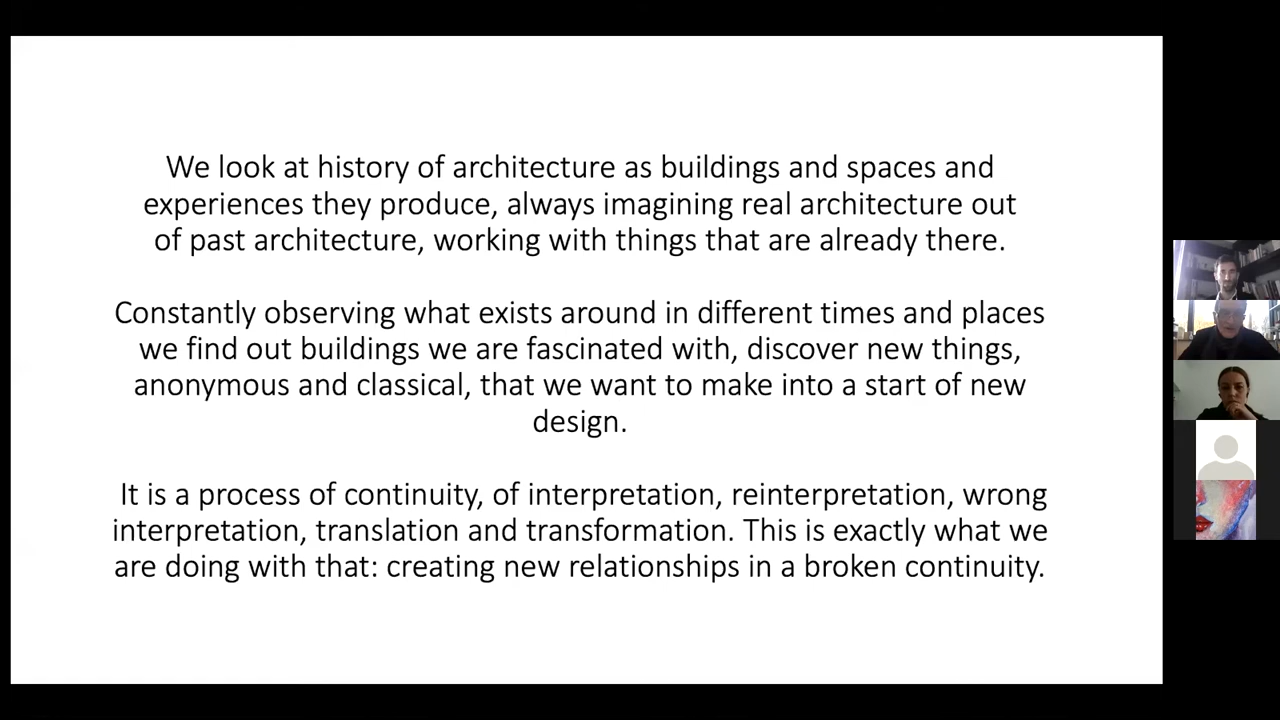 We look at history of architecture as buildings and spaces and
experiences they produce, always imagining real architecture out
of past architecture, working with things that are already there.
Constantly observing what exists around in different times and places
we find out buildings we are fascinated with, discover new things,
anonymous and classical, that we want to make into a start of new
design.
It is a process of continuity, of interpretation, reinterpretation, wrong
interpretation, translation and transformation. This is exactly what we
are doing with that: creating new relationships in a broken continuity.